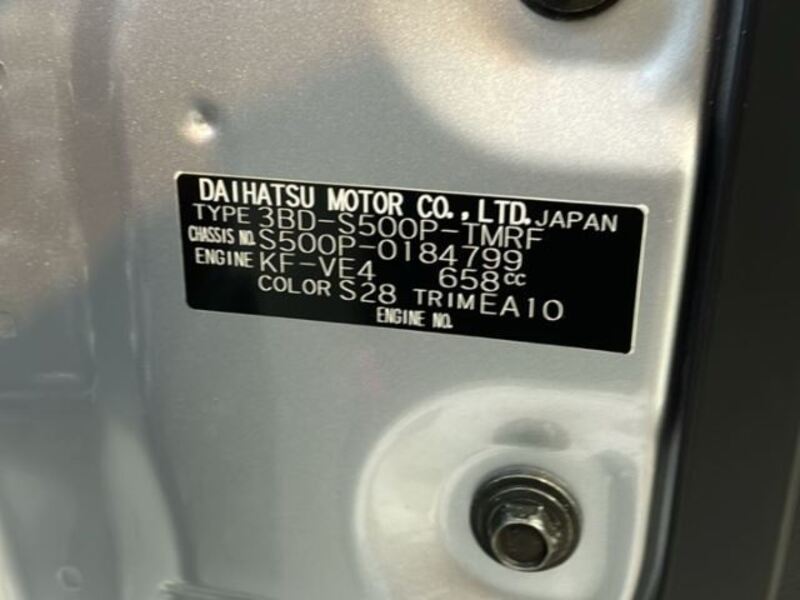 DAIHATSU MOTOR CO., LTD. JAPAN
TYPE 3BD-S500P-TMRF
CHASSIS NO. S500P-0184799
ENGINE KF-VE4 658cc
COLOR S28 TRIM EA10
ENGINE NO.